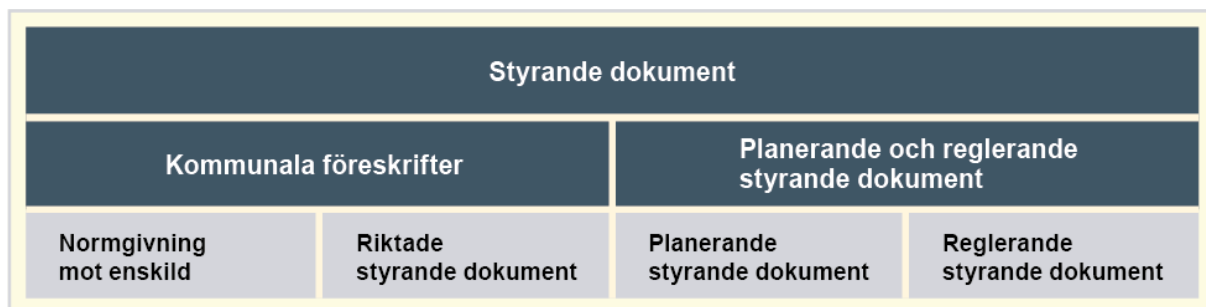 Styrande dokument
Kommunala föreskrifter
Planerande och reglerande
styrande dokument
Normgivning
mot enskild
Riktade
styrande dokument
Planerande
styrande dokument
Reglerande
styrande dokument